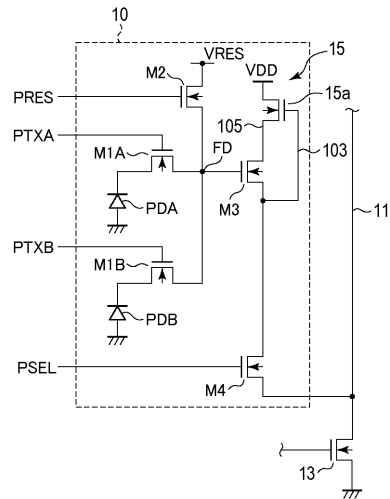 10
VRES
15
M2
VDD
15a
PRES
105
PTXA
FD
M1A
103
M3
11
PDA
PTXB
M1B
PDB
PSEL
M4
13